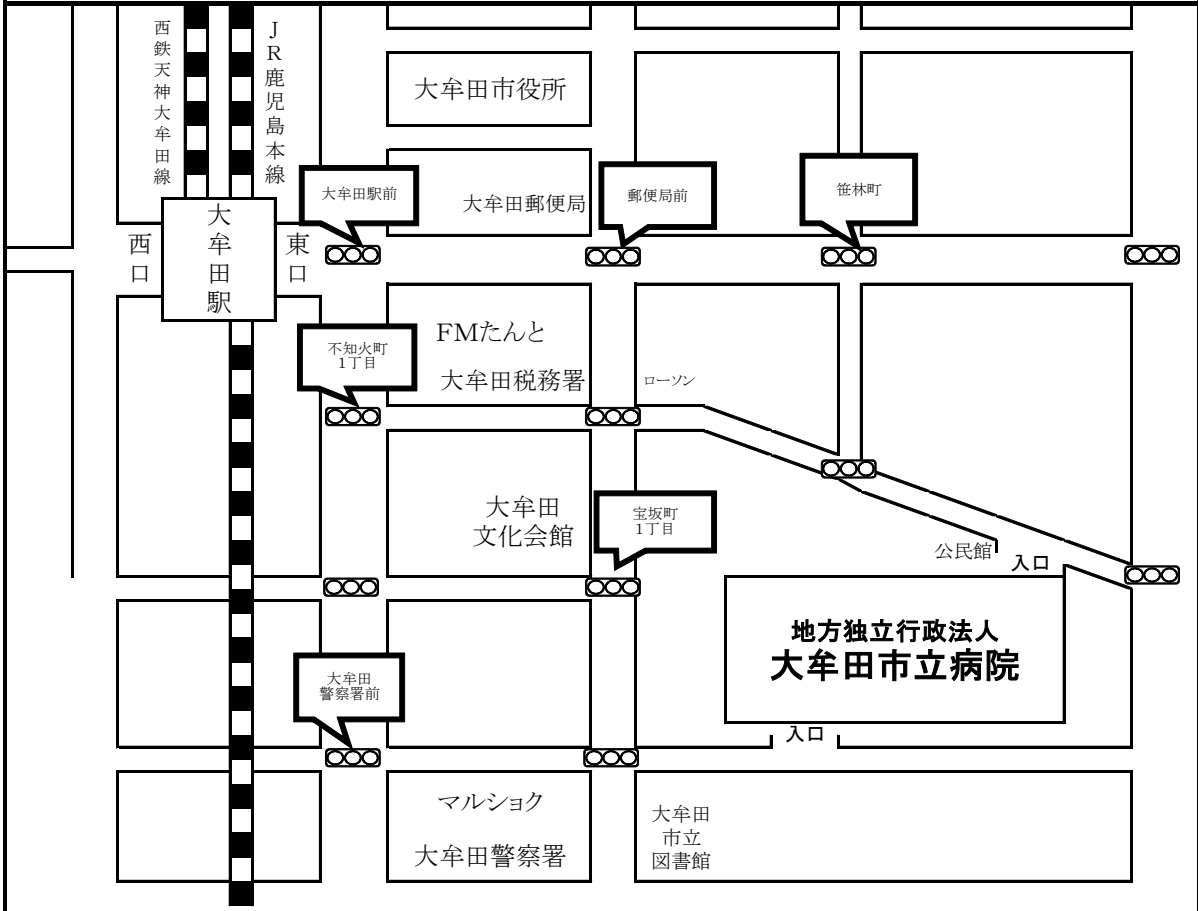 西鉄天神大牟田線
JR鹿児島本線
大牟田市役所
大牟田駅前
大牟田郵便局
郵便局前
笹林町
西口
大牟田駅
東口
不知火町
1丁目
FMたんと
大牟田税務署
ローソン
大牟田
文化会館
宝坂町
1丁目
公民館
入口
地方独立行政法人
大牟田市立病院
大牟田
警察署前
入口
マルショク
大牟田警察署
大牟田
市立
図書館